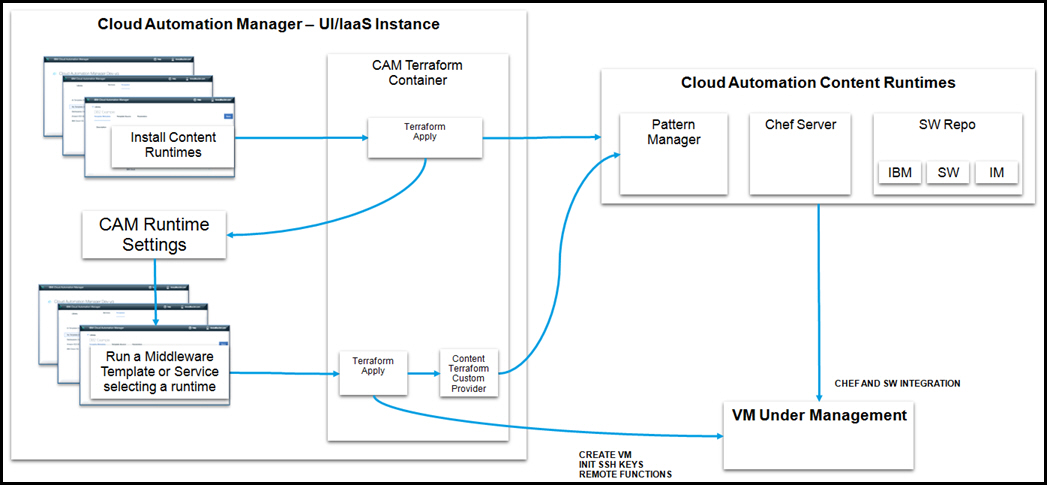 Cloud Automation Manager – UI/IaaS Instance
CAM Terraform
Container
Install Content
Runtimes
Terraform
Apply
Cloud Automation Content Runtimes
Pattern
Manager
Chef Server
SW Repo
IBM
SW
IM
CAM Runtime
Settings
Run a Middleware
Template or Service
selecting a runtime
Terraform
Apply
Content
Terraform
Custom
Provider
CHEF AND SW INTEGRATION
VM Under Management
CREATE VM
INIT SSH KEYS
REMOTE FUNCTIONS